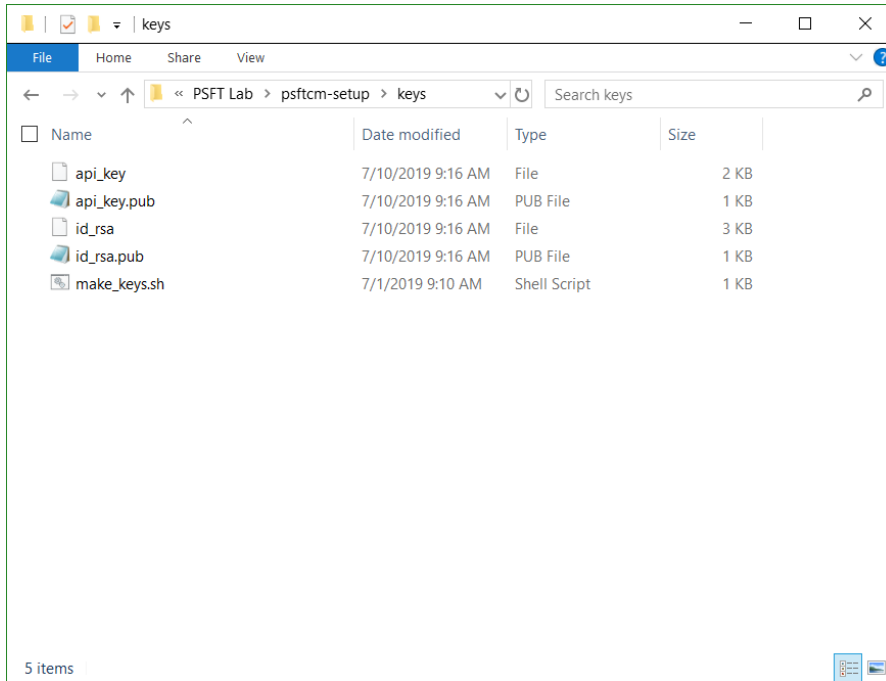 keys
File Home Share View
« PSFT Lab > psftcm-setup > keys Search keys
Name Date modified Type Size
api_key 7/10/2019 9:16 AM File 2 KB
api_key.pub 7/10/2019 9:16 AM PUB File 1 KB
id_rsa 7/10/2019 9:16 AM File 3 KB
id_rsa.pub 7/10/2019 9:16 AM PUB File 1 KB
make_keys.sh 7/1/2019 9:10 AM Shell Script 1 KB
5 items